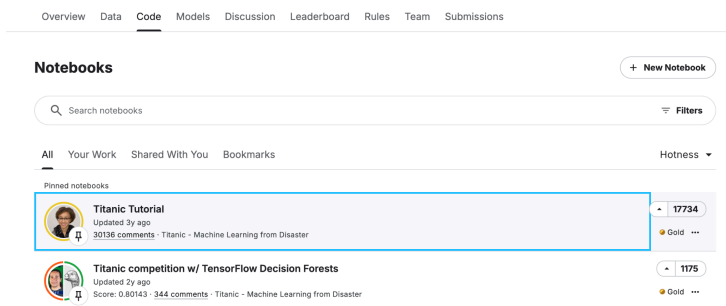 Overview Data Code Models Discussion Leaderboard Rules Team Submissions
Notebooks
+ New Notebook
Search notebooks
Filters
All Your Work Shared With You Bookmarks
Hotness
Pinned notebooks
Titanic Tutorial
17734
Updated 3y ago
30136 comments · Titanic - Machine Learning from Disaster
Gold ···
Titanic competition w/ TensorFlow Decision Forests
1175
Updated 2y ago
Score: 0.80143 · 344 comments · Titanic - Machine Learning from Disaster
Gold ···